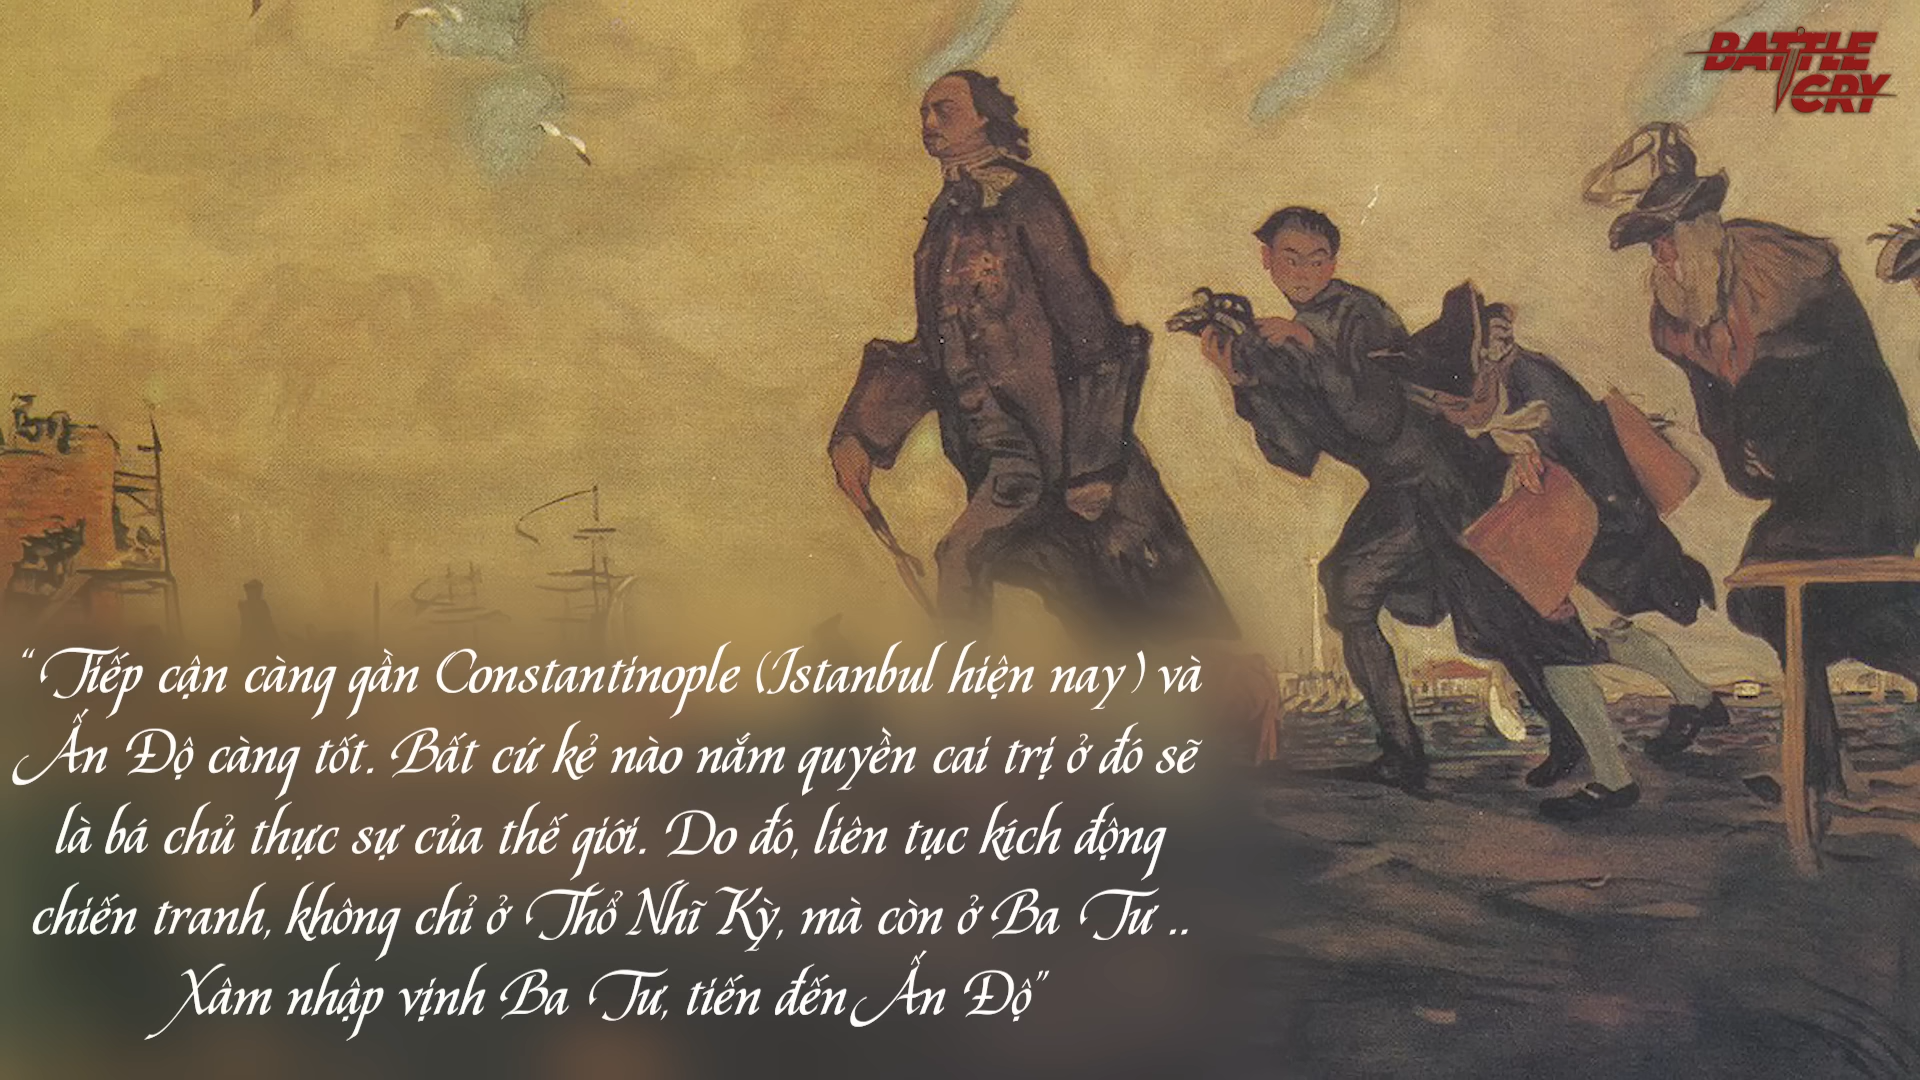 BATTLE
CRY
“Tiếp cận càng gần Constantinople (Istanbul hiện nay) và
Ấn Độ càng tốt. Bất cứ kẻ nào nắm quyền cai trị ở đó sẽ
là bá chủ thực sự của thế giới. Do đó, liên tục kích động
chiến tranh, không chỉ ở Thổ Nhĩ Kỳ, mà còn ở Ba Tư ..
Xâm nhập vịnh Ba Tư, tiến đến Ấn Độ”